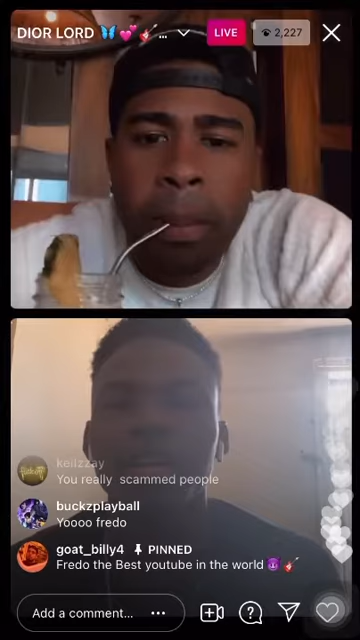 DIOR LORD 🦋💕🎸... LIVE 2,227
keilzzay
You really scammed people
buckzplayball
Yoooo fredo
goat_billy4 PINNED
Fredo the Best youtube in the world 😈🎸
Add a comment...